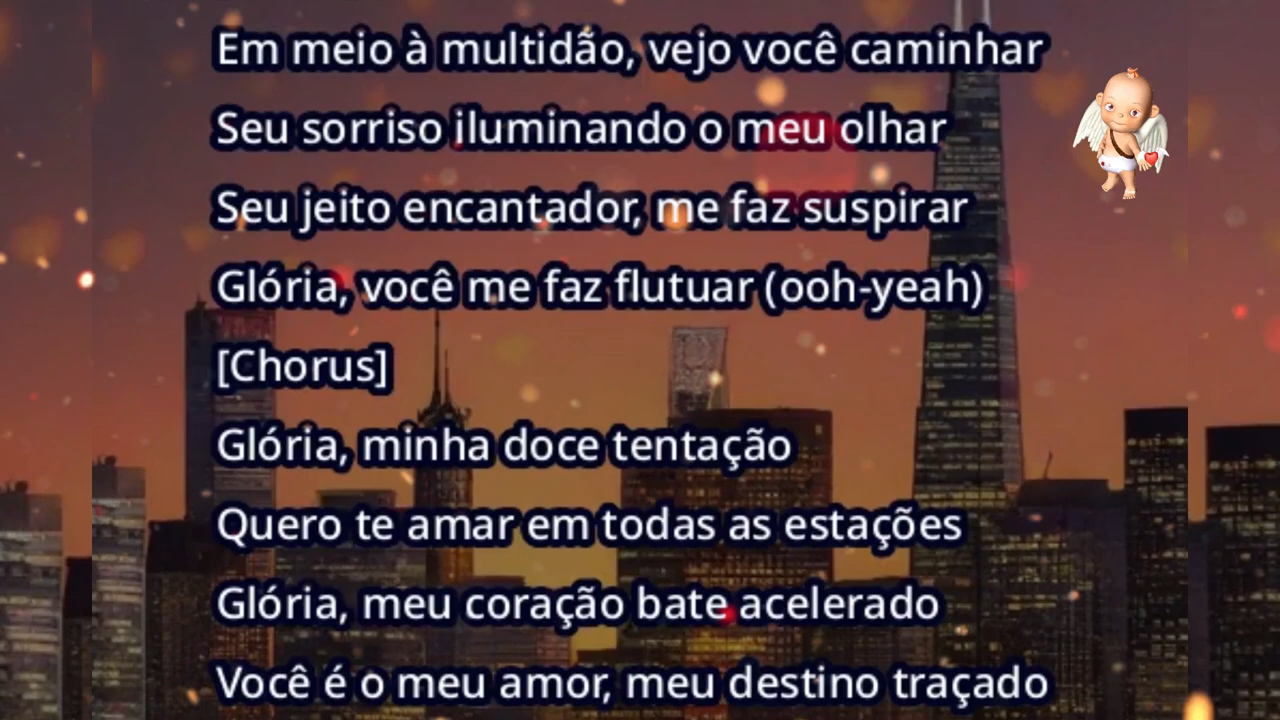 Em meio à multidão, vejo você caminhar
Seu sorriso iluminando o meu olhar
Seu jeito encantador, me faz suspirar
Glória, você me faz flutuar (ooh-yeah)
[Chorus]
Glória, minha doce tentação
Quero te amar em todas as estações
Glória, meu coração bate acelerado
Você é o meu amor, meu destino traçado